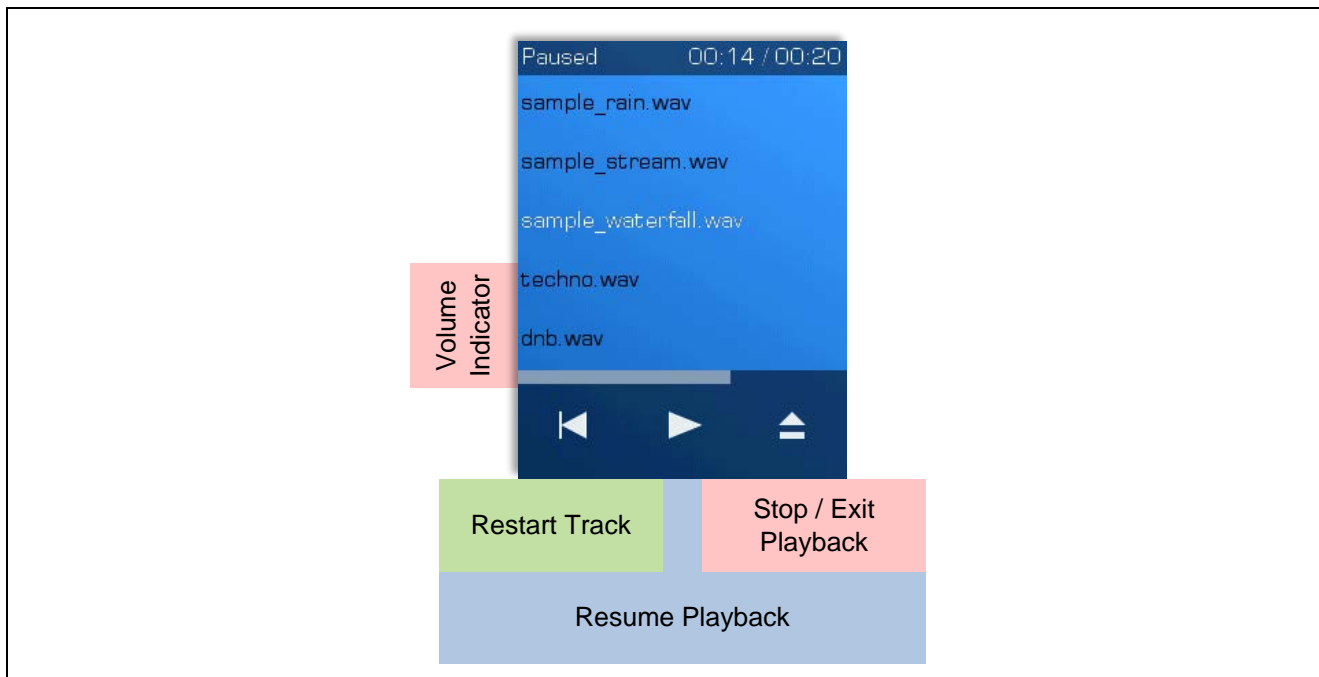 Paused 00:14 / 00:20
sample_rain.wav
sample_stream.wav
sample_waterfall.wav
techno.wav
dnb.wav
Volume
Indicator
Restart Track
Stop / Exit
Playback
Resume Playback